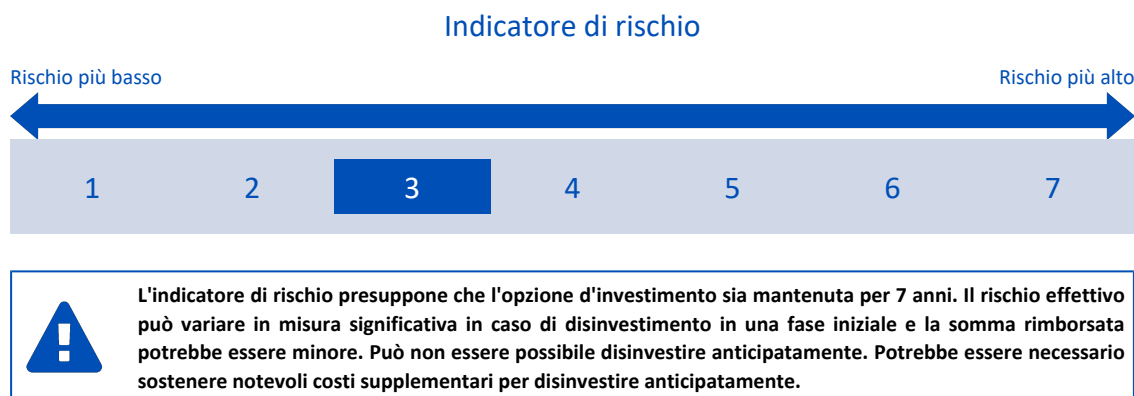 Indicatore di rischio
Rischio più basso
Rischio più alto
1 2 3 4 5 6 7
L'indicatore di rischio presuppone che l'opzione d'investimento sia mantenuta per 7 anni. Il rischio effettivo
può variare in misura significativa in caso di disinvestimento in una fase iniziale e la somma rimborsata
potrebbe essere minore. Può non essere possibile disinvestire anticipatamente. Potrebbe essere necessario
sostenere notevoli costi supplementari per disinvestire anticipatamente.